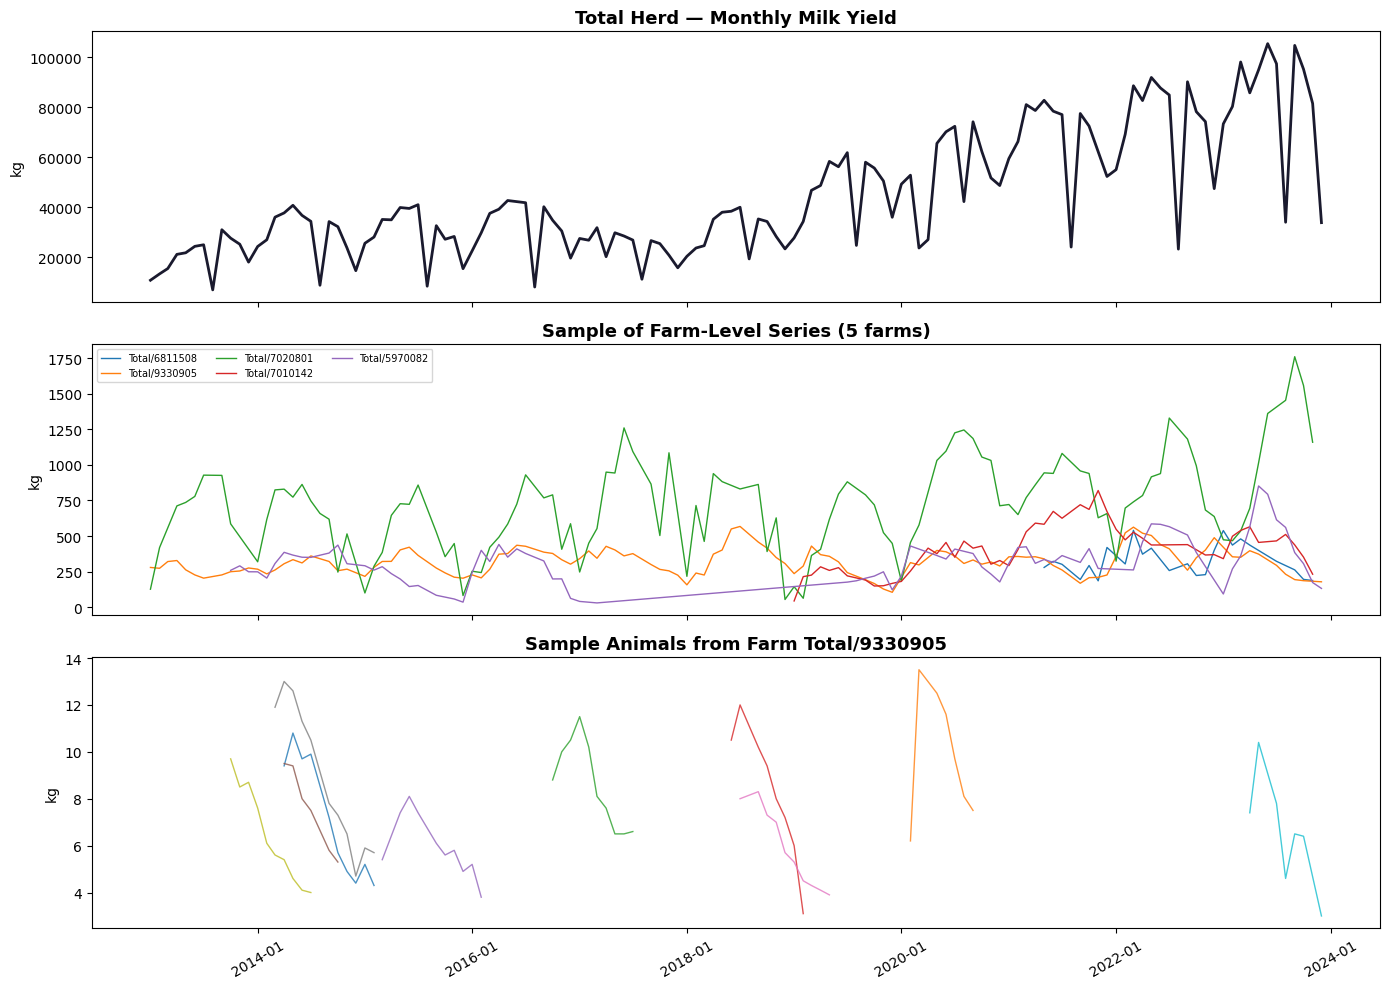 Total Herd — Monthly Milk Yield
100000
80000
60000
40000
20000
kg
Sample of Farm-Level Series (5 farms)
Total/6811508 Total/7020801 Total/5970082
Total/9330905 Total/7010142
1750
1500
1250
1000
750
500
250
0
kg
Sample Animals from Farm Total/9330905
14
12
10
8
6
4
kg
2014-01 2016-01 2018-01 2020-01 2022-01 2024-01